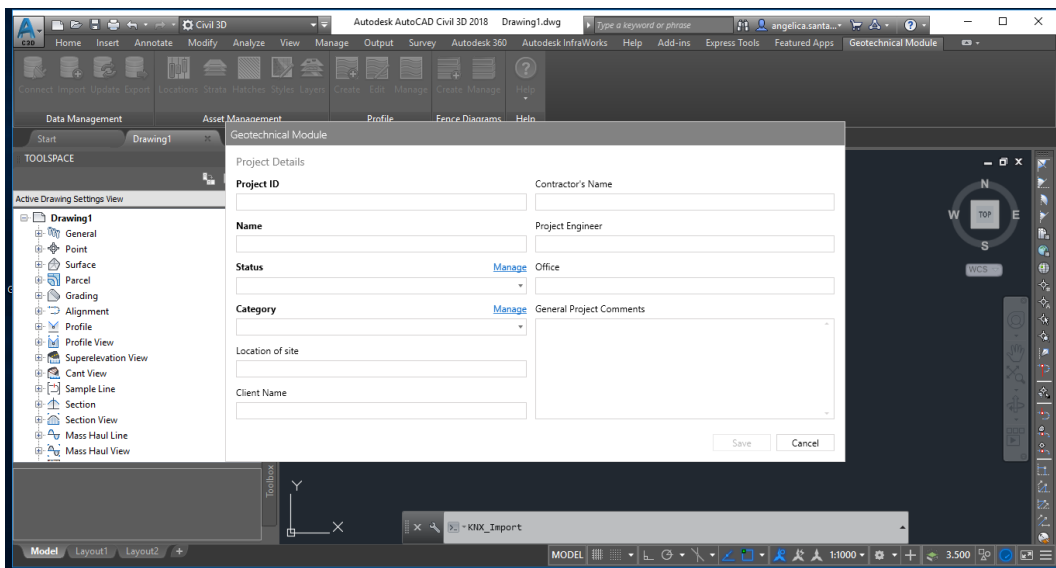 Civil 3D
Autodesk AutoCAD Civil 3D 2018 Drawing1.dwg
Type a keyword or phrase
angelica.santa...
C3D
Home Insert Annotate Modify Analyze View Manage Output Survey Autodesk 360 Autodesk InfraWorks Help Add-ins Express Tools Featured Apps Geotechnical Module
Connect Import Update Export Locations Strata Hatches Styles Layers Create Edit Manage Create Manage Help
Data Management Asset Management Profile Fence Diagrams Help
Start Drawing1
TOOLSPACE
Active Drawing Settings View
Drawing1
General
Point
Surface
Parcel
Grading
Alignment
Profile
Profile View
Superelevation View
Cant View
Sample Line
Section
Section View
Mass Haul Line
Mass Haul View
Toolbox
Geotechnical Module
Project Details
Project ID
Name
Status Manage
Category Manage
Location of site
Client Name
Contractor's Name
Project Engineer
Office
General Project Comments
Save Cancel
N
W TOP E
S
WCS
Y
X
KNX_Import
Model Layout1 Layout2 +
MODEL 1:1000 3.500